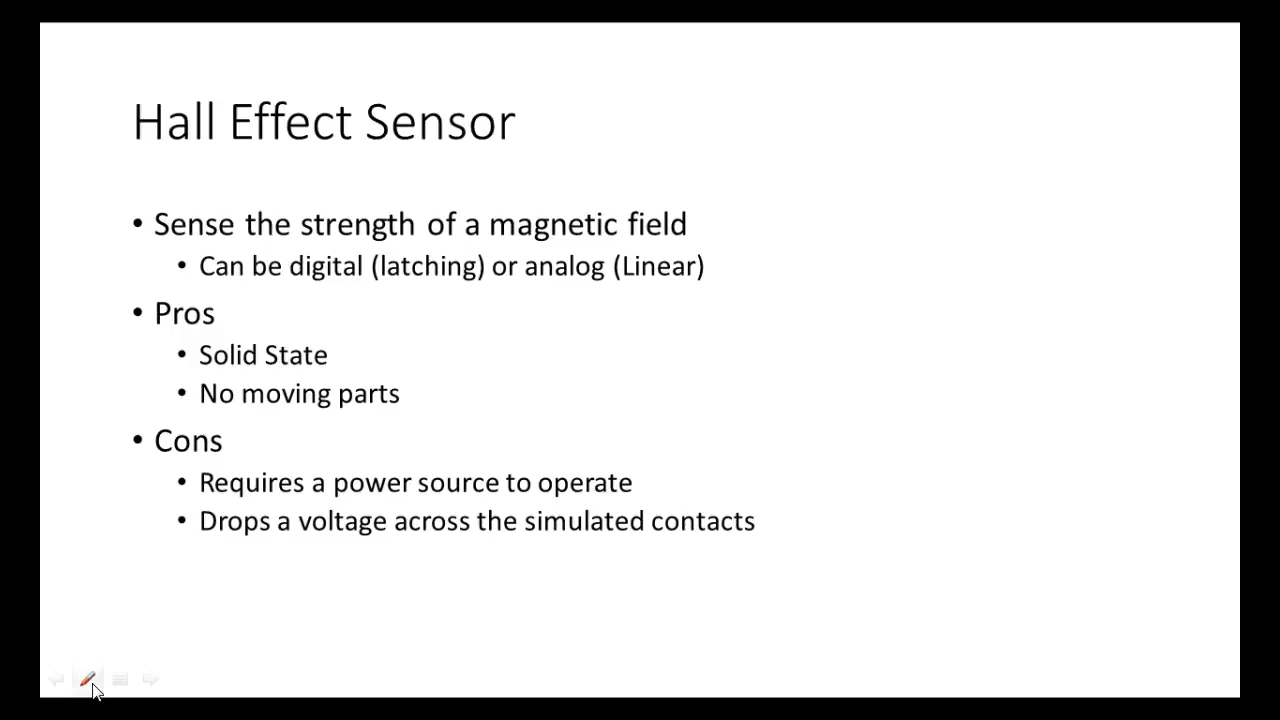 Hall Effect Sensor
• Sense the strength of a magnetic field
• Can be digital (latching) or analog (Linear)
• Pros
• Solid State
• No moving parts
• Cons
• Requires a power source to operate
• Drops a voltage across the simulated contacts